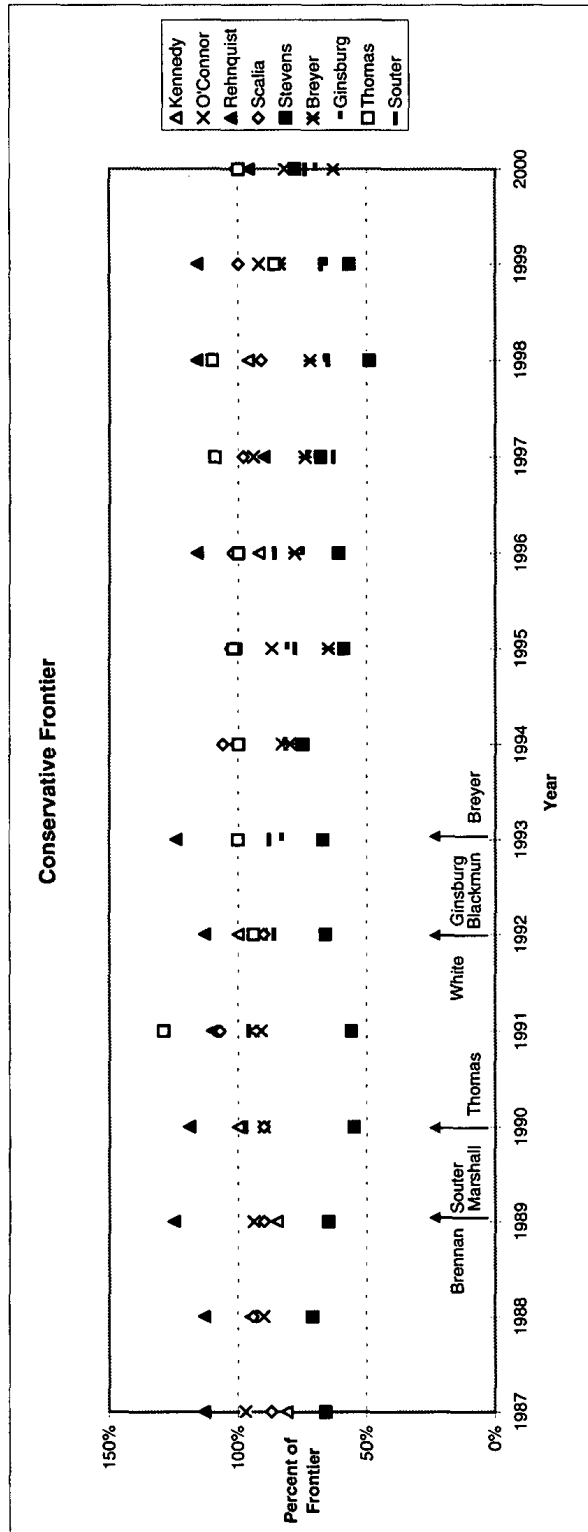 Conservative Frontier
150%
100%
50%
0%
Percent of
Frontier
1987
1988
1989
1990
1991
1992
1993
1994
1995
1996
1997
1998
1999
2000
Year
Brennan
Souter
Marshall
Thomas
White
Ginsburg
Blackmun
Breyer
Kennedy
O'Connor
Rehnquist
Scalia
Stevens
Breyer
Ginsburg
Thomas
Souter